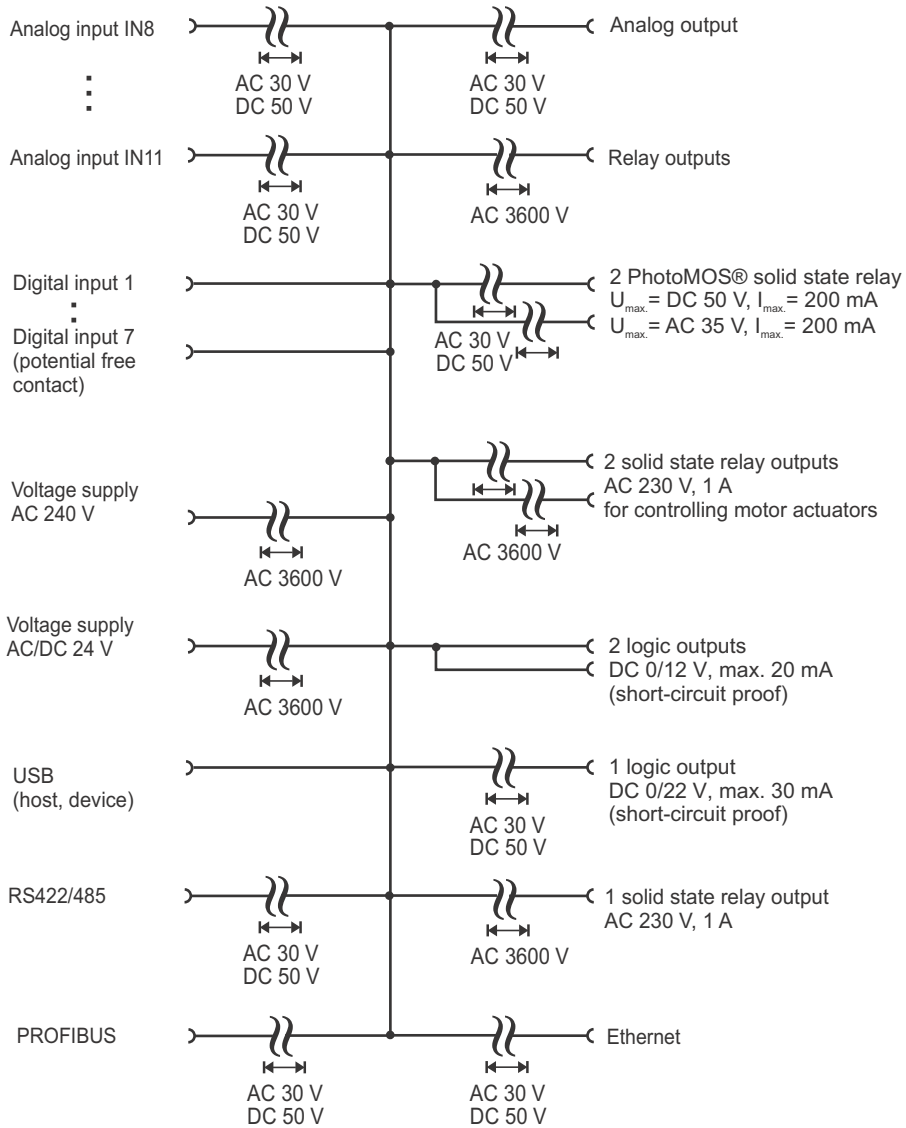 Analog input IN8
AC 30 V
DC 50 V
Analog output
AC 30 V
DC 50 V
Analog input IN11
AC 30 V
DC 50 V
Relay outputs
AC 3600 V
Digital input 1
Digital input 7
(potential free
contact)
2 PhotoMOS® solid state relay
Umax.= DC 50 V, Imax.= 200 mA
Umax.= AC 35 V, Imax.= 200 mA
AC 30 V
DC 50 V
2 solid state relay outputs
AC 230 V, 1 A
for controlling motor actuators
AC 3600 V
Voltage supply
AC 240 V
AC 3600 V
Voltage supply
AC/DC 24 V
AC 3600 V
2 logic outputs
DC 0/12 V, max. 20 mA
(short-circuit proof)
USB
(host, device)
1 logic output
DC 0/22 V, max. 30 mA
(short-circuit proof)
AC 30 V
DC 50 V
RS422/485
AC 30 V
DC 50 V
1 solid state relay output
AC 230 V, 1 A
AC 3600 V
PROFIBUS
AC 30 V
DC 50 V
Ethernet
AC 30 V
DC 50 V